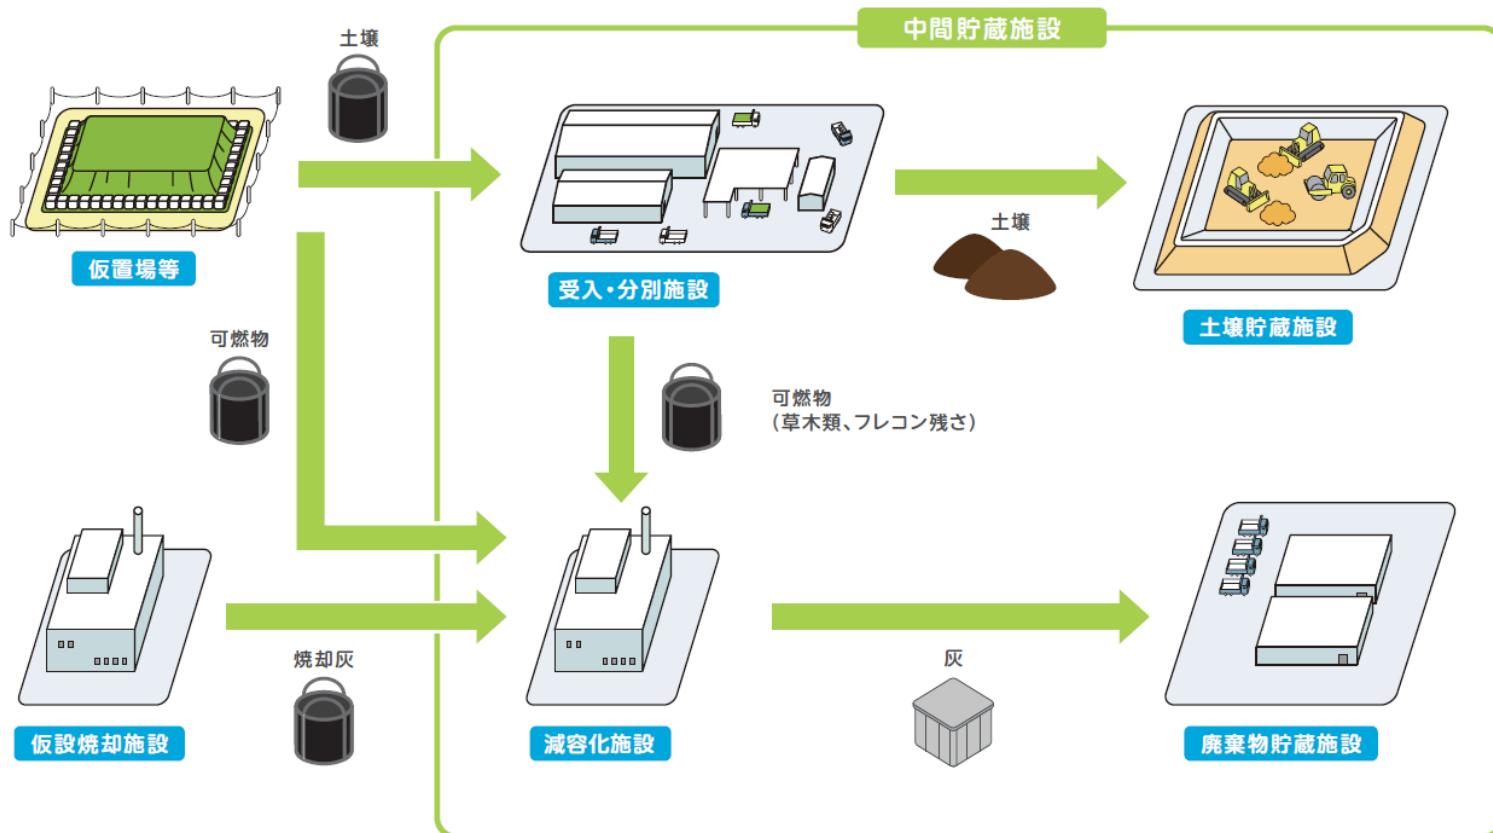 中間貯蔵施設
土壌
仮置場等
受入・分別施設
土壌
土壌貯蔵施設
可燃物
可燃物
(草木類、フレコン残さ)
焼却灰
灰
仮設焼却施設
減容化施設
廃棄物貯蔵施設